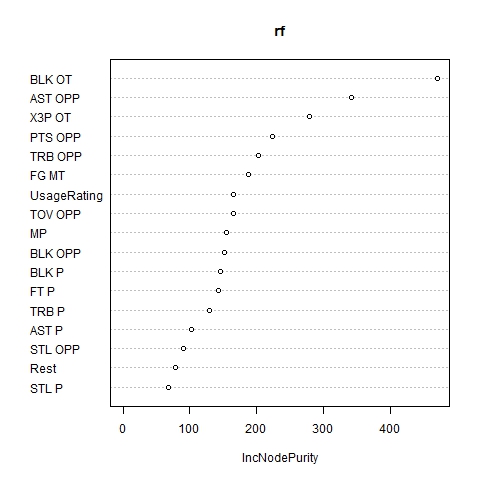 rf
BLK OT
AST OPP
X3P OT
PTS OPP
TRB OPP
FG MT
UsageRating
TOV OPP
MP
BLK OPP
BLK P
FT P
TRB P
AST P
STL OPP
Rest
STL P
0 100 200 300 400
IncNodePurity